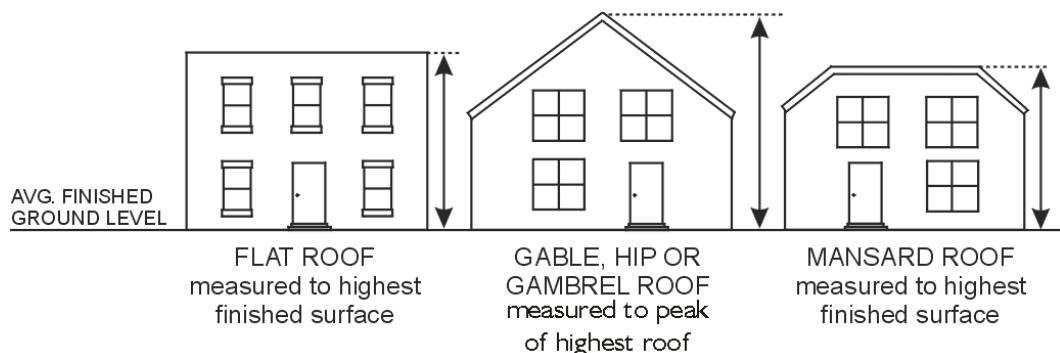 AVG. FINISHED
GROUND LEVEL
FLAT ROOF
measured to highest
finished surface
GABLE, HIP OR
GAMBREL ROOF
measured to peak
of highest roof
MANSARD ROOF
measured to highest
finished surface